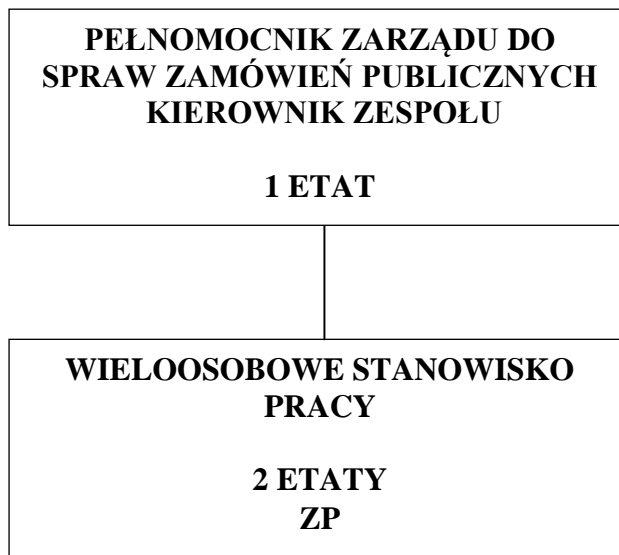 PEŁNOMOCNIK ZARZĄDU DO
SPRAW ZAMÓWIEŃ PUBLICZNYCH
KIEROWNIK ZESPOŁU
1 ETAT
WIELOOSOBOWE STANOWISKO
PRACY
2 ETATY
ZP